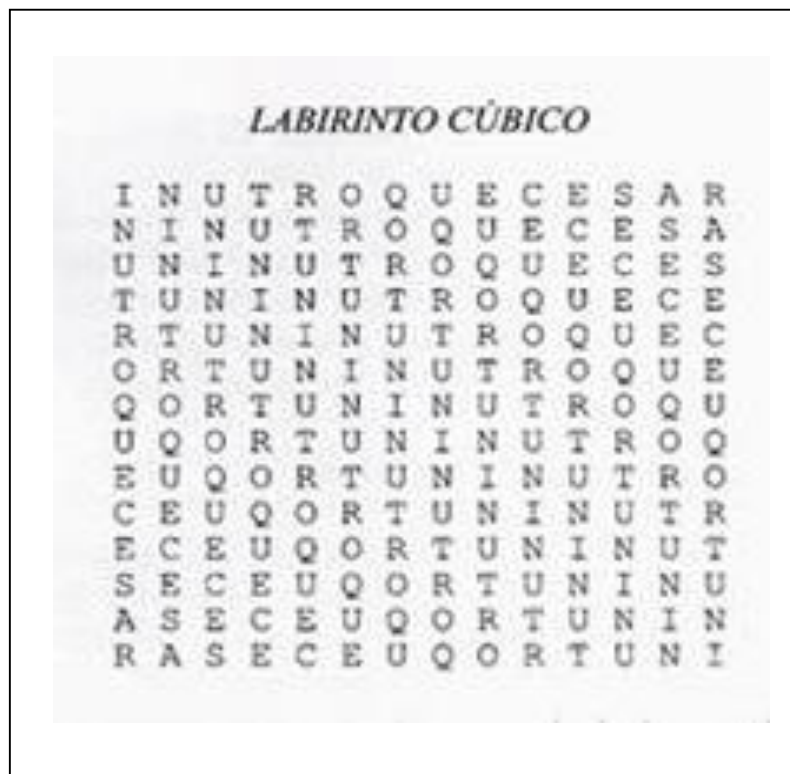 LABIRINTO CÚBICO
I N U T R O Q U E C E S A R
N I N U T R O Q U E C E S A
U N I N U T R O Q U E C E S
T U N I N U T R O Q U E C E
R T U N I N U T R O Q U E C
O R T U N I N U T R O Q U E
Q O R T U N I N U T R O Q U
U Q O R T U N I N U T R O Q
E U Q O R T U N I N U T R O
C E U Q O R T U N I N U T R
E C E U Q O R T U N I N U T
S E C E U Q O R T U N I N U
A S E C E U Q O R T U N I N
R A S E C E U Q O R T U N I